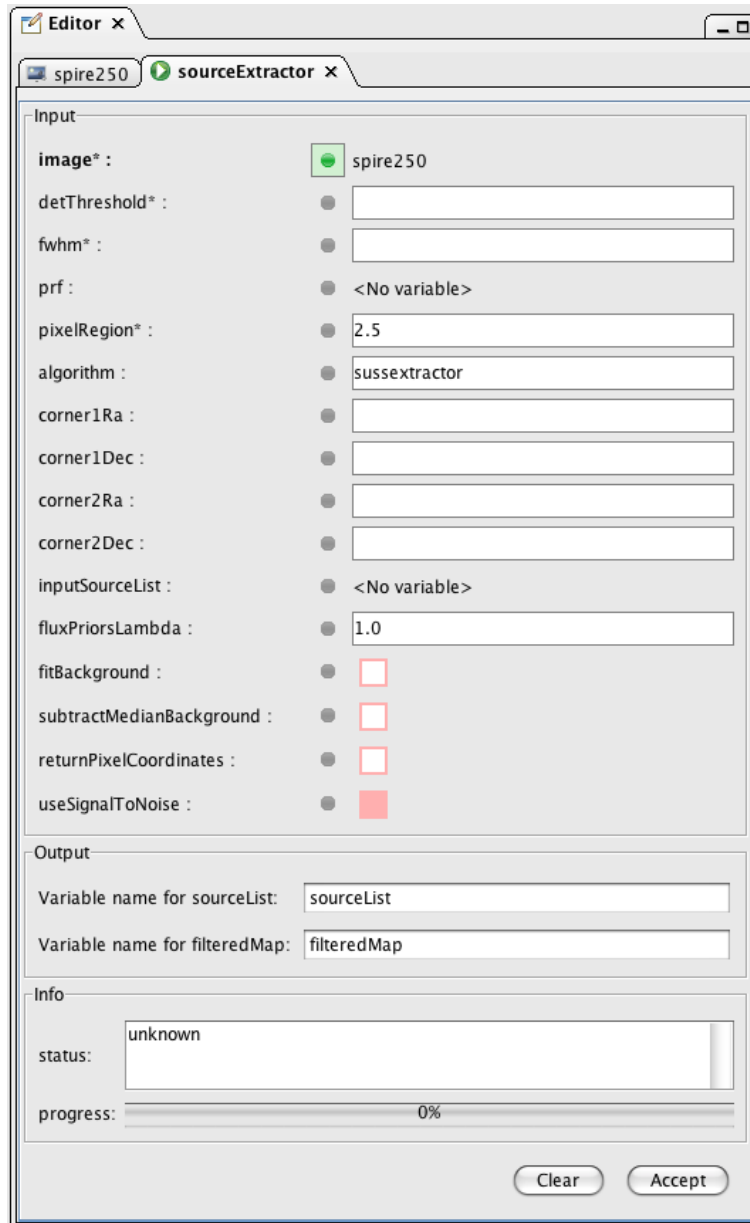 Editor
spire250 sourceExtractor
Input
image* : spire250
detThreshold* :
fwhm* :
prf : <No variable>
pixelRegion* : 2.5
algorithm : sussextractor
corner1Ra :
corner1Dec :
corner2Ra :
corner2Dec :
inputSourceList : <No variable>
fluxPriorsLambda : 1.0
fitBackground :
subtractMedianBackground :
returnPixelCoordinates :
useSignalToNoise :
Output
Variable name for sourceList: sourceList
Variable name for filteredMap: filteredMap
Info
status: unknown
progress: 0%
Clear Accept